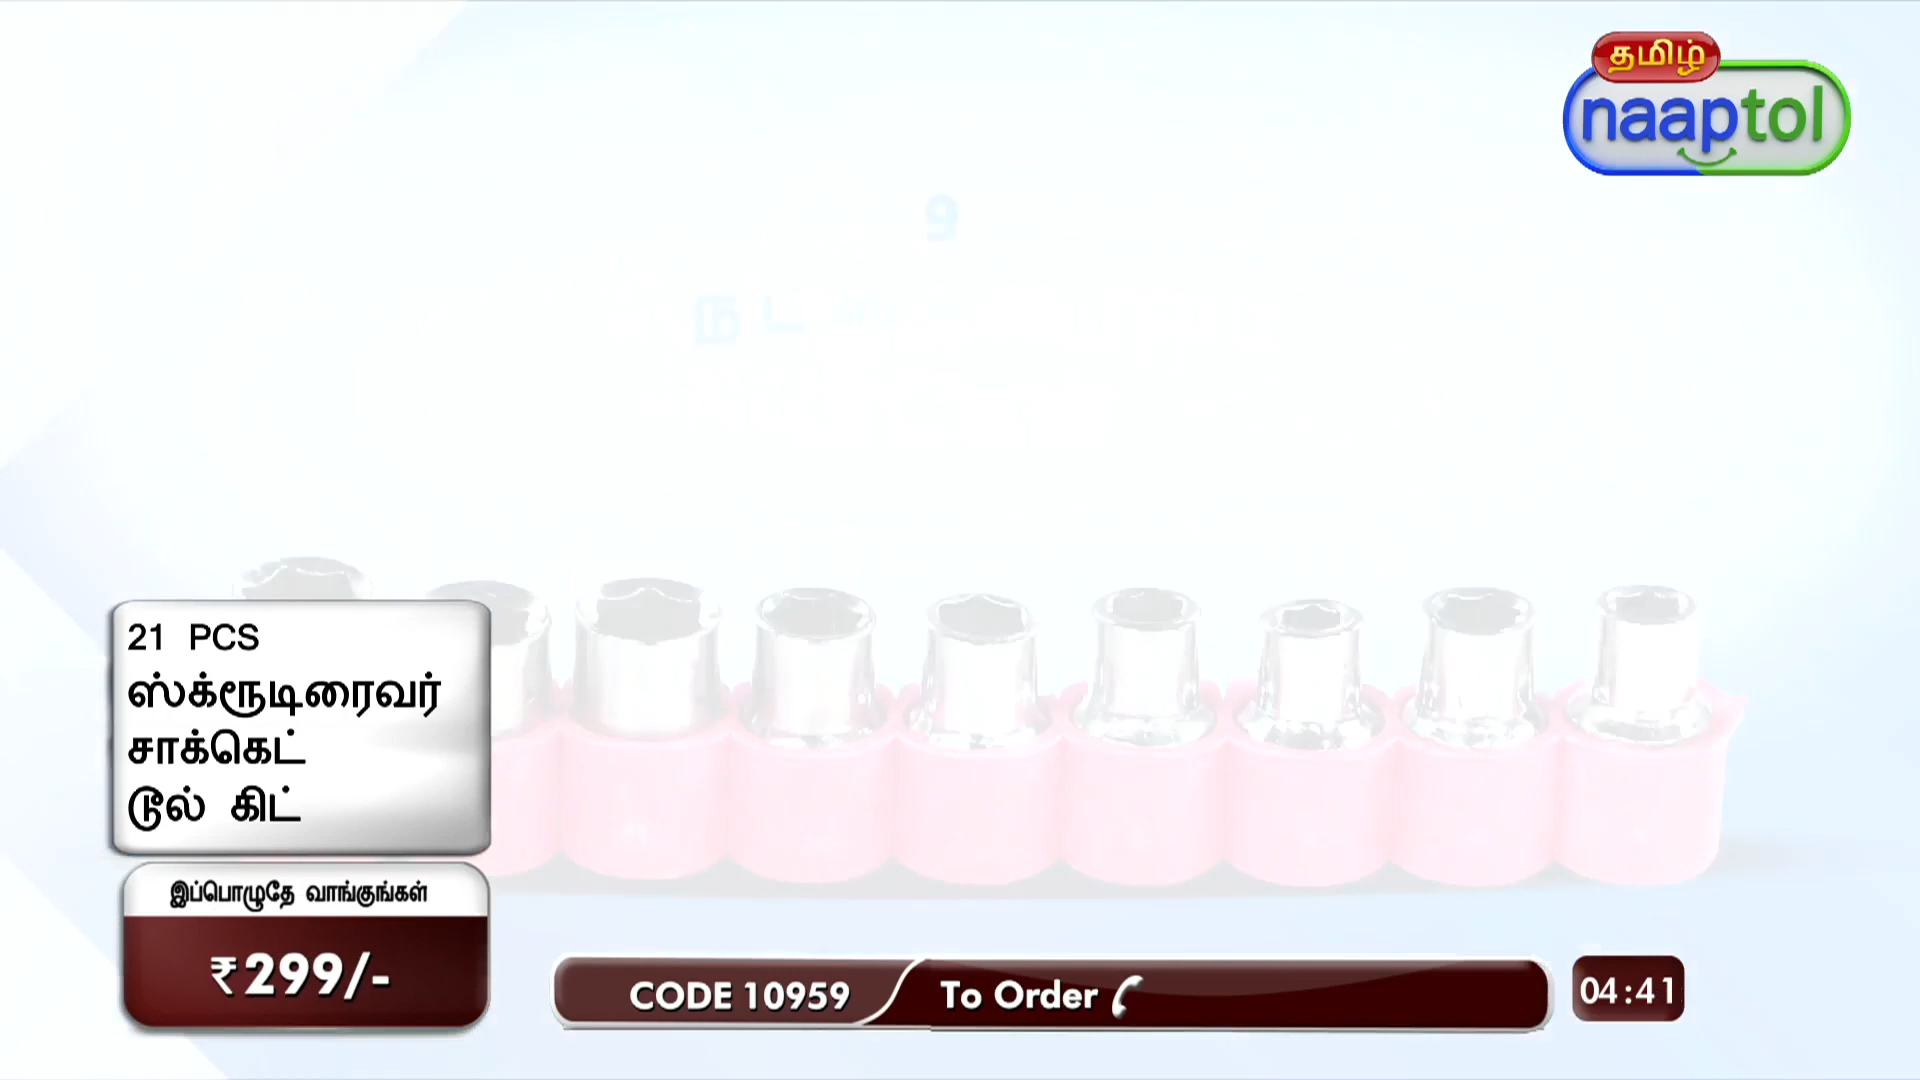 தமிழ்
naaptol
9
21 PCS
ஸ்க்ரூடிரைவர்
சாக்கெட்
டூல் கிட்
இப்பொழுதே வாங்குங்கள்
₹299/-
CODE 10959
To Order
04:41